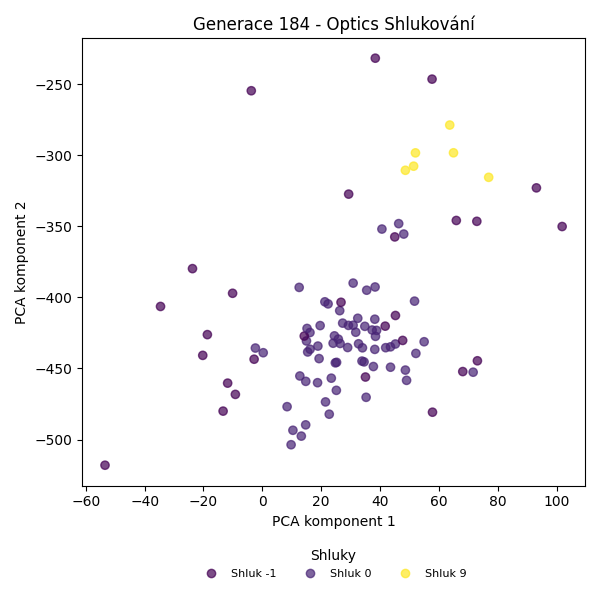 Generace 184 - Optics Shlukování
PCA komponent 2
−250
−300
−350
−400
−450
−500
−60 −40 −20 0 20 40 60 80 100
PCA komponent 1
Shluky
Shluk -1 Shluk 0 Shluk 9